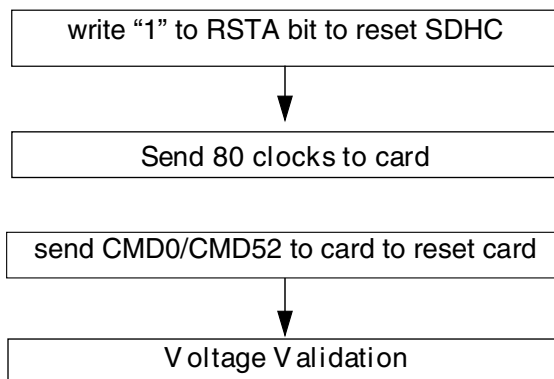 write “1” to RSTA bit to reset SDHC
Send 80 clocks to card
send CMD0/CMD52 to card to reset card
Voltage Validation